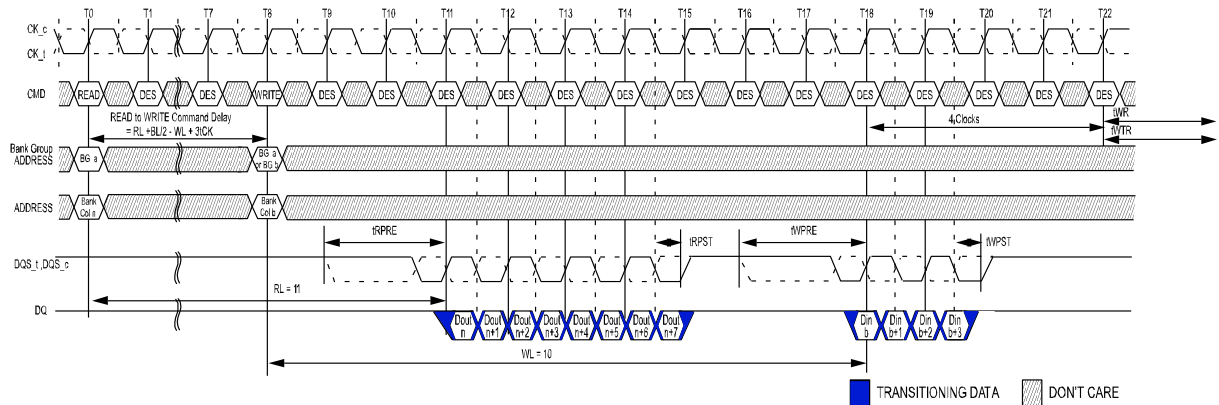 T0 T1 T7 T8 T9 T10 T11 T12 T13 T14 T15 T16 T17 T18 T19 T20 T21 T22
CK_c
CK_t
CMD READ DES DES WRITE DES DES DES DES DES DES DES DES DES DES DES DES DES DES
READ to WRITE Command Delay
= RL +BL/2 - WL + 3tCK
4 Clocks
tWR
tWTR
Bank Group
ADDRESS
BG a
BG a
or BG b
ADDRESS
Bank
Col n
Bank
Col b
tRPRE tRPST tWPRE tWPST
DQS_t ,DQS_c
RL = 11
DQ
Dout
n
Dout
n+1
Dout
n+2
Dout
n+3
Dout
n+4
Dout
n+5
Dout
n+6
Dout
n+7
Din
b
Din
b+1
Din
b+2
Din
b+3
WL = 10
TRANSITIONING DATA
DON'T CARE